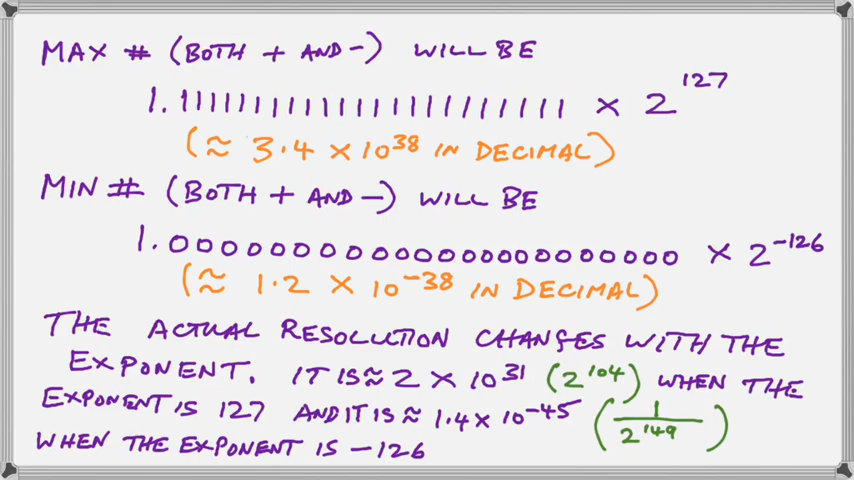 MAX # (BOTH + AND -) WILL BE
1.11111111111111111111111 × 2^127
(≈ 3.4 × 10^38 IN DECIMAL)
MIN # (BOTH + AND -) WILL BE
1.00000000000000000000000 × 2^-126
(≈ 1.2 × 10^-38 IN DECIMAL)
THE ACTUAL RESOLUTION CHANGES WITH THE
EXPONENT. IT IS ≈ 2 × 10^31 (2^104) WHEN THE
EXPONENT IS 127 AND IT IS ≈ 1.4 × 10^-45 (1/2^149)
WHEN THE EXPONENT IS -126